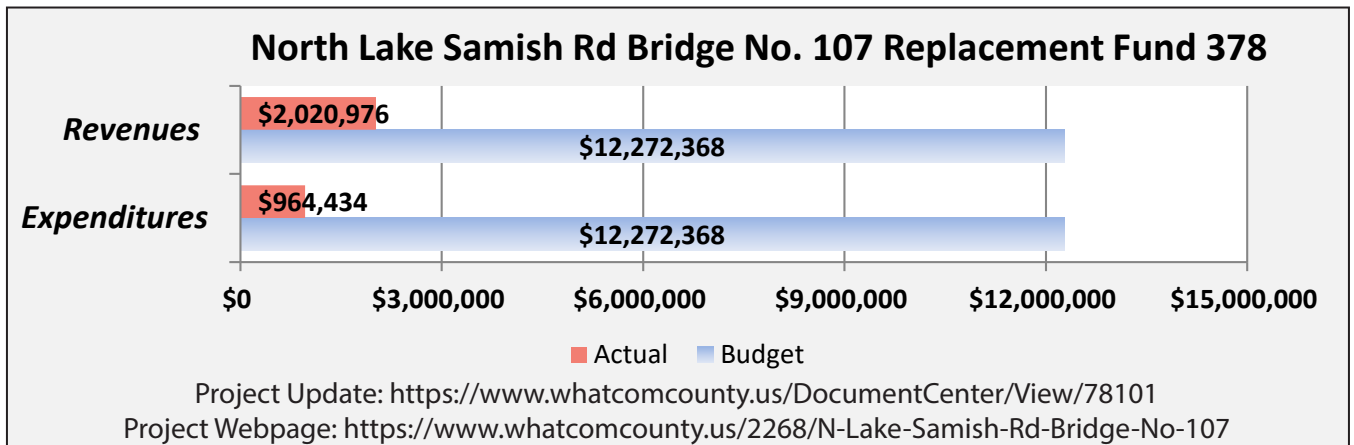 North Lake Samish Rd Bridge No. 107 Replacement Fund 378
Revenues
$2,020,976
$12,272,368
Expenditures
$964,434
$12,272,368
$0 $3,000,000 $6,000,000 $9,000,000 $12,000,000 $15,000,000
Actual Budget
Project Update: https://www.whatcomcounty.us/DocumentCenter/View/78101
Project Webpage: https://www.whatcomcounty.us/2268/N-Lake-Samish-Rd-Bridge-No-107